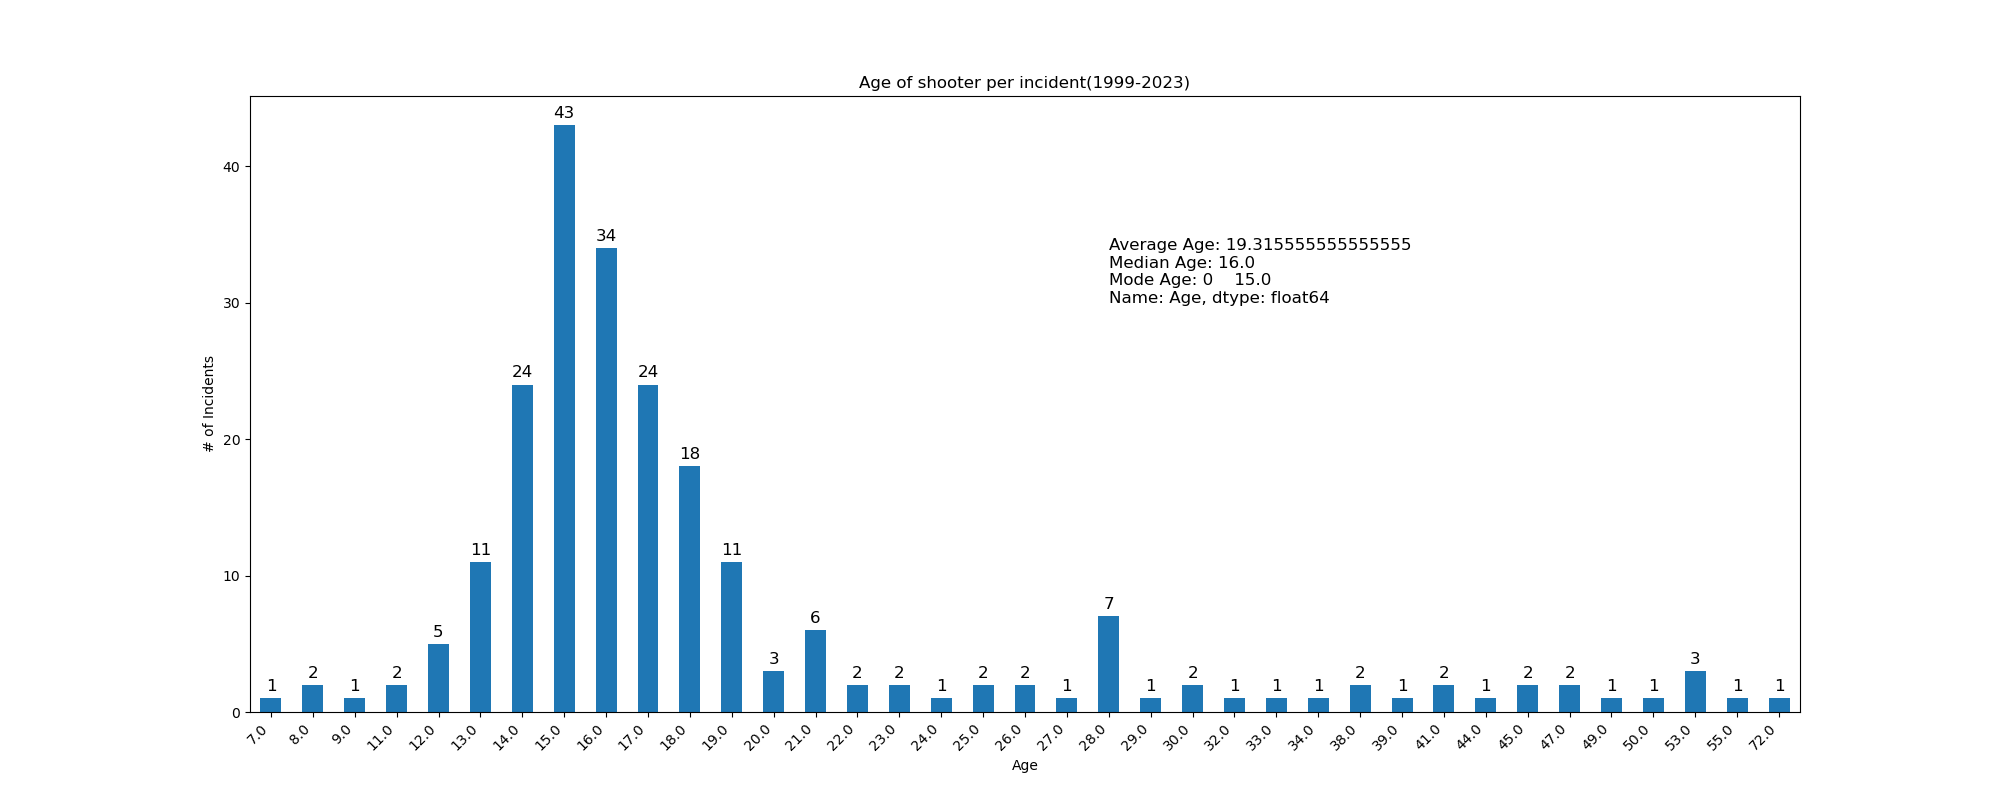 Age of shooter per incident(1999-2023)
43
40
34
Average Age: 19.315555555555555
Median Age: 16.0
Mode Age: 0    15.0
Name: Age, dtype: float64
30
# of Incidents
24 24
20
18
11 11
10
7
6
5
3 3
1 2 1 2 2 2 1 2 2 1 1 2 1 1 1 2 1 2 1 2 2 1 1 1 1
0
7.0 8.0 9.0 11.0 12.0 13.0 14.0 15.0 16.0 17.0 18.0 19.0 20.0 21.0 22.0 23.0 24.0 25.0 26.0 27.0 28.0 29.0 30.0 32.0 33.0 34.0 38.0 39.0 41.0 44.0 45.0 47.0 49.0 50.0 53.0 55.0 72.0
Age